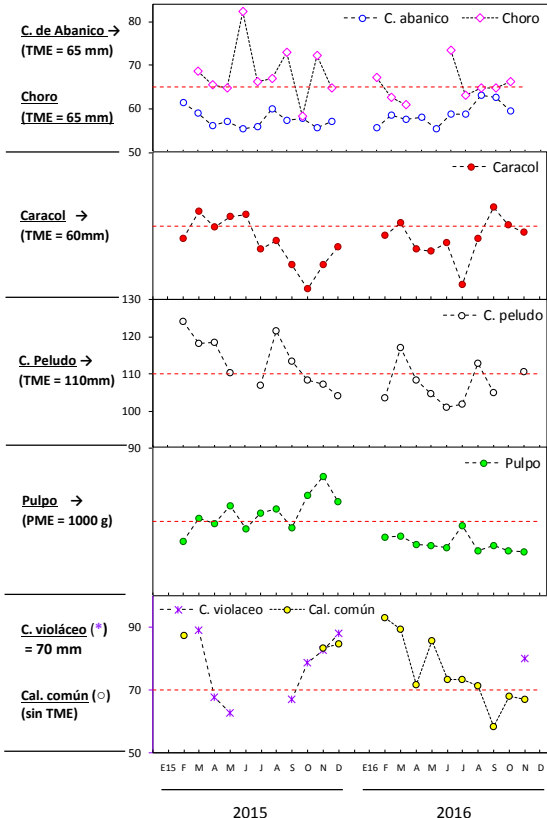 C. de Abanico →
(TME = 65 mm)
Choro
(TME = 65 mm)
80
70
60
50
C. abanico
Choro
Caracol →
(TME = 60mm)
Caracol
C. Peludo →
(TME = 110mm)
130
120
110
100
90
C. peludo
Pulpo →
(PME = 1000 g)
Pulpo
C. violáceo (*)
= 70 mm
Cal. común (○)
(sin TME)
90
70
50
C. violaceo
Cal. común
E15 F M A M J J A S O N D E16 F M A M J J A S O N D
2015 2016